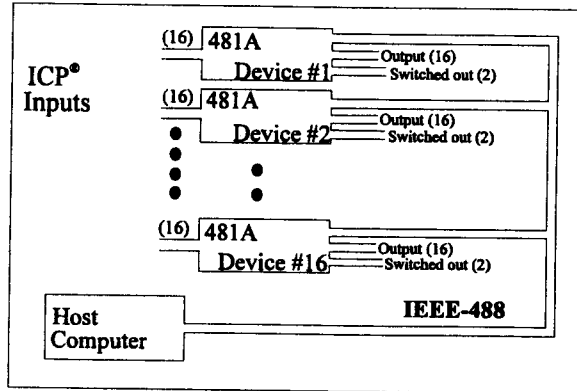 (16) 481A
Output (16)
Device #1 Switched out (2)
ICP®
Inputs
(16) 481A
Output (16)
Device #2 Switched out (2)
(16) 481A
Output (16)
Device #16 Switched out (2)
IEEE-488
Host
Computer